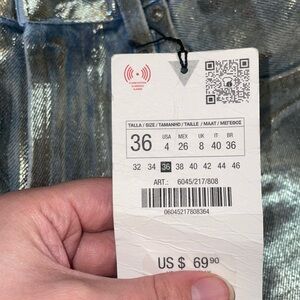 TALLA / SIZE / TAMANHO / TAILLE / MAAT / ΜΕΓΕΘΟΣ
36 US MEX UK IT BR
4 26 8 40 36
32 34 36 38 40 42 44 46
ART.: 6045/217/808
06045217808364
US $ 69.90